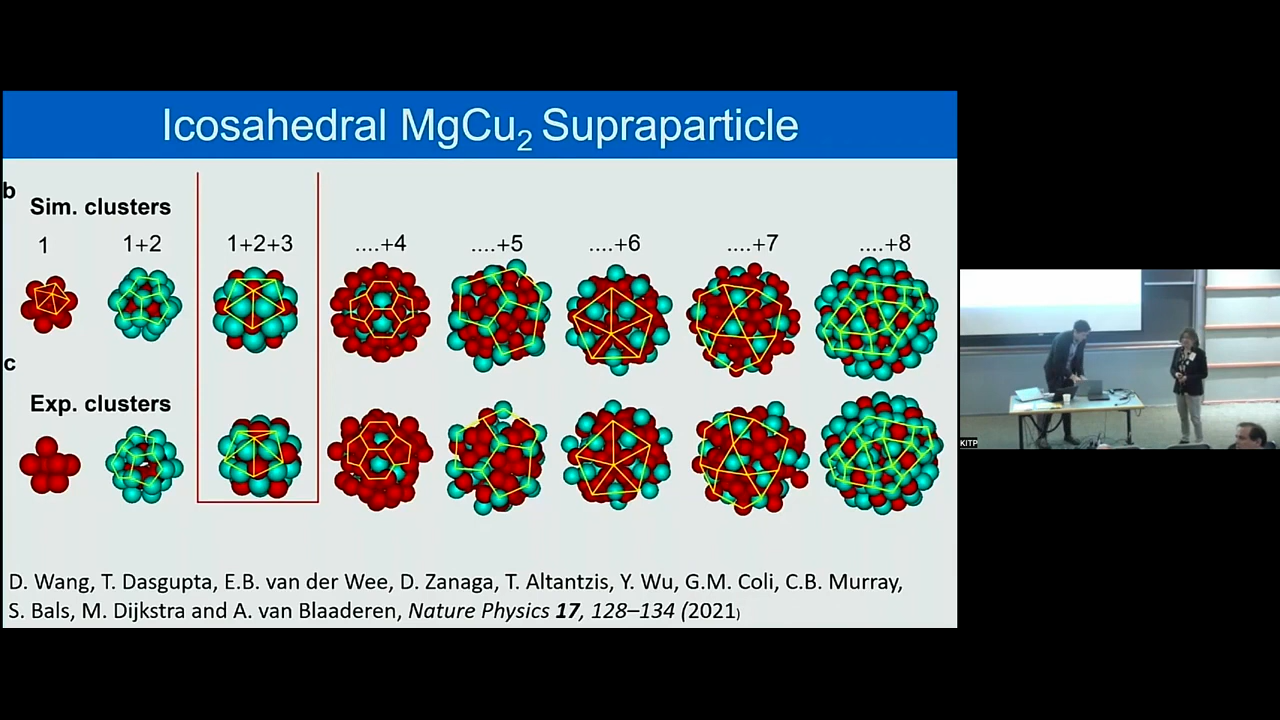 Icosahedral MgCu2 Supraparticle
b
Sim. clusters
1 1+2 1+2+3 ....+4 ....+5 ....+6 ....+7 ....+8
c
Exp. clusters
D. Wang, T. Dasgupta, E.B. van der Wee, D. Zanaga, T. Altantzis, Y. Wu, G.M. Coli, C.B. Murray,
S. Bals, M. Dijkstra and A. van Blaaderen, Nature Physics 17, 128–134 (2021)
KITP